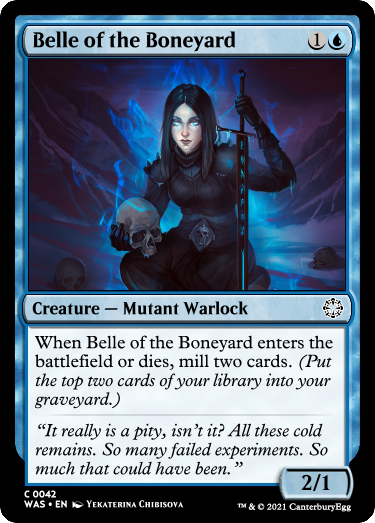 Belle of the Boneyard 1
Creature — Mutant Warlock
When Belle of the Boneyard enters the
battlefield or dies, mill two cards. (Put
the top two cards of your library into your
graveyard.)
“It really is a pity, isn’t it? All these cold
remains. So many failed experiments. So
much that could have been.”
2/1
C 0042
WAS • EN Yekaterina Chibisova
™ & © 2021 CanterburyEgg